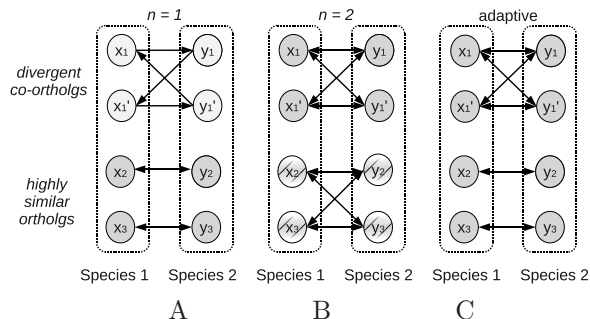 n = 1
n = 2
adaptive
divergent
co-orthologs
highly
similar
orthologs
x1
y1
x1'
y1'
x2
y2
x3
y3
x1
y1
x1'
y1'
x2
y2
x3
y3
x1
y1
x1'
y1'
x2
y2
x3
y3
Species 1
Species 2
Species 1
Species 2
Species 1
Species 2
A
B
C